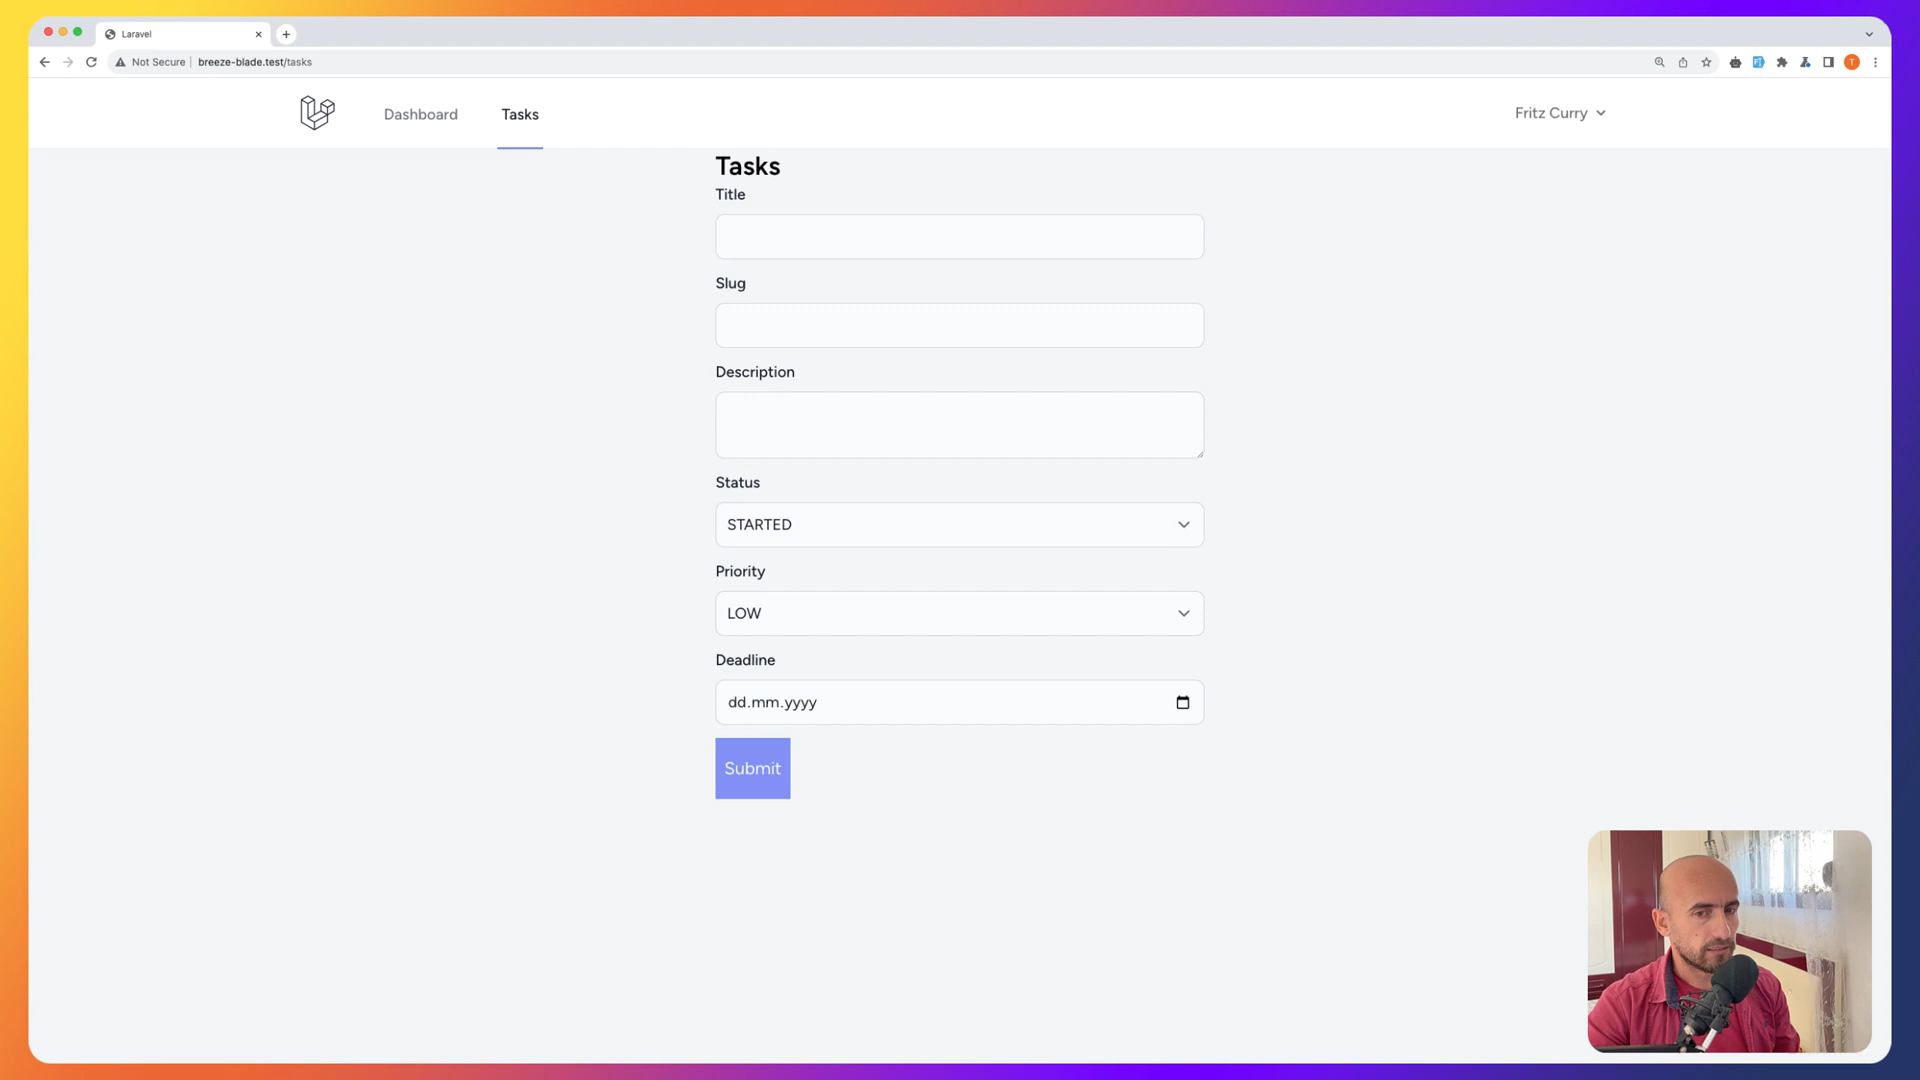 Laravel
Not Secure
breeze-blade.test/tasks
T
Dashboard
Tasks
Fritz Curry
Tasks
Title
Slug
Description
Status
STARTED
Priority
LOW
Deadline
dd.mm.yyyy
Submit